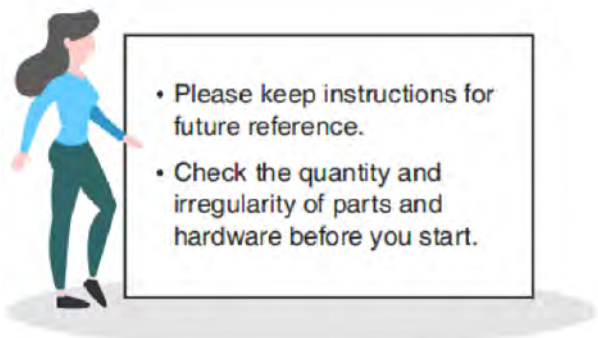 • Please keep instructions for
future reference.
• Check the quantity and
irregularity of parts and
hardware before you start.